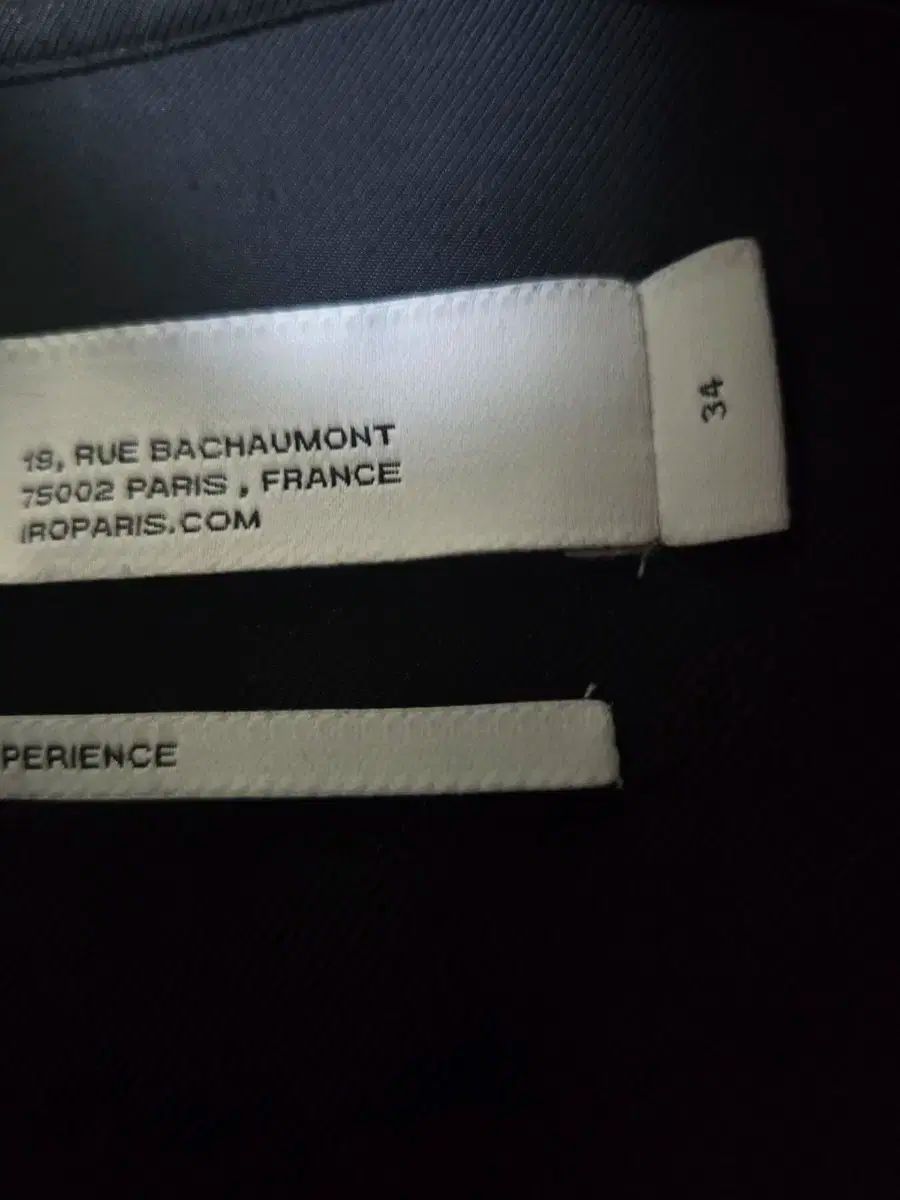 19, RUE BACHAUMONT
75002 PARIS , FRANCE
IROPARIS.COM
34
PERIENCE